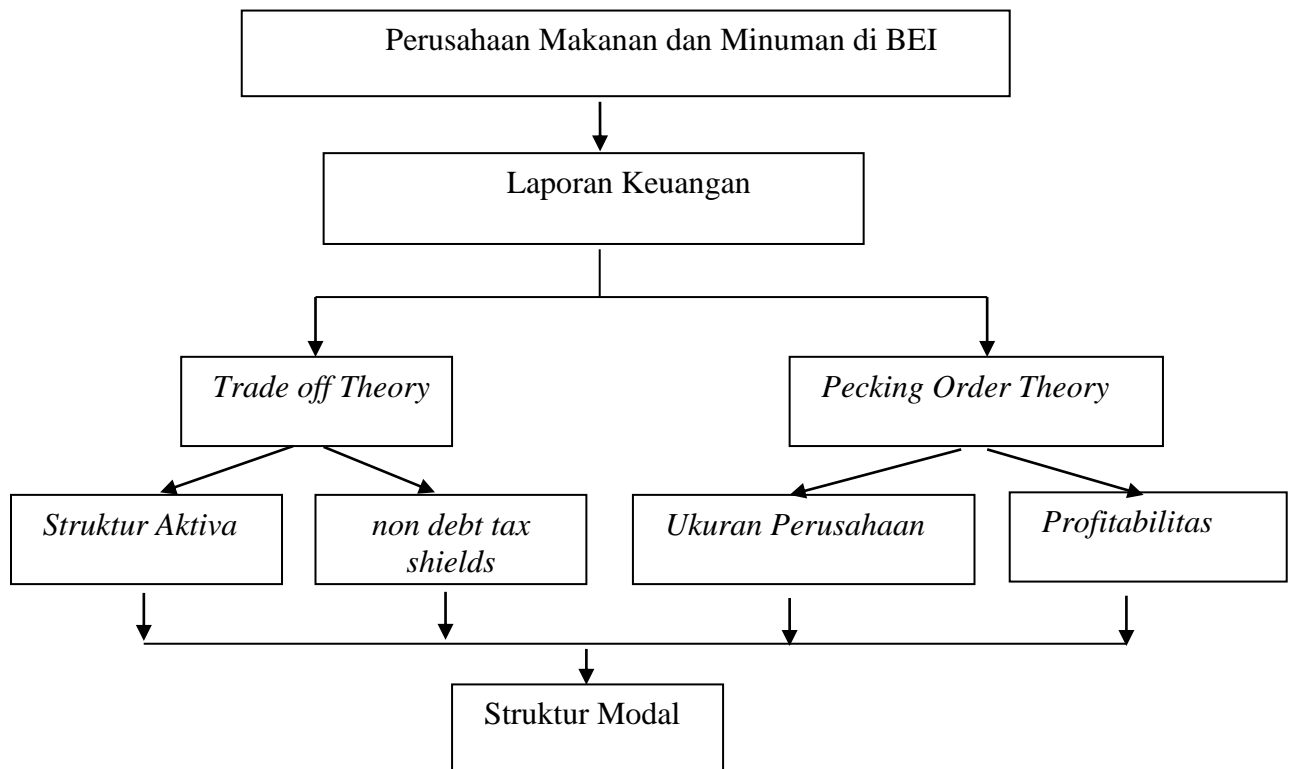 Perusahaan Makanan dan Minuman di BEI
Laporan Keuangan
Trade off Theory
Pecking Order Theory
Struktur Aktiva
non debt tax
shields
Ukuran Perusahaan
Profitabilitas
Struktur Modal